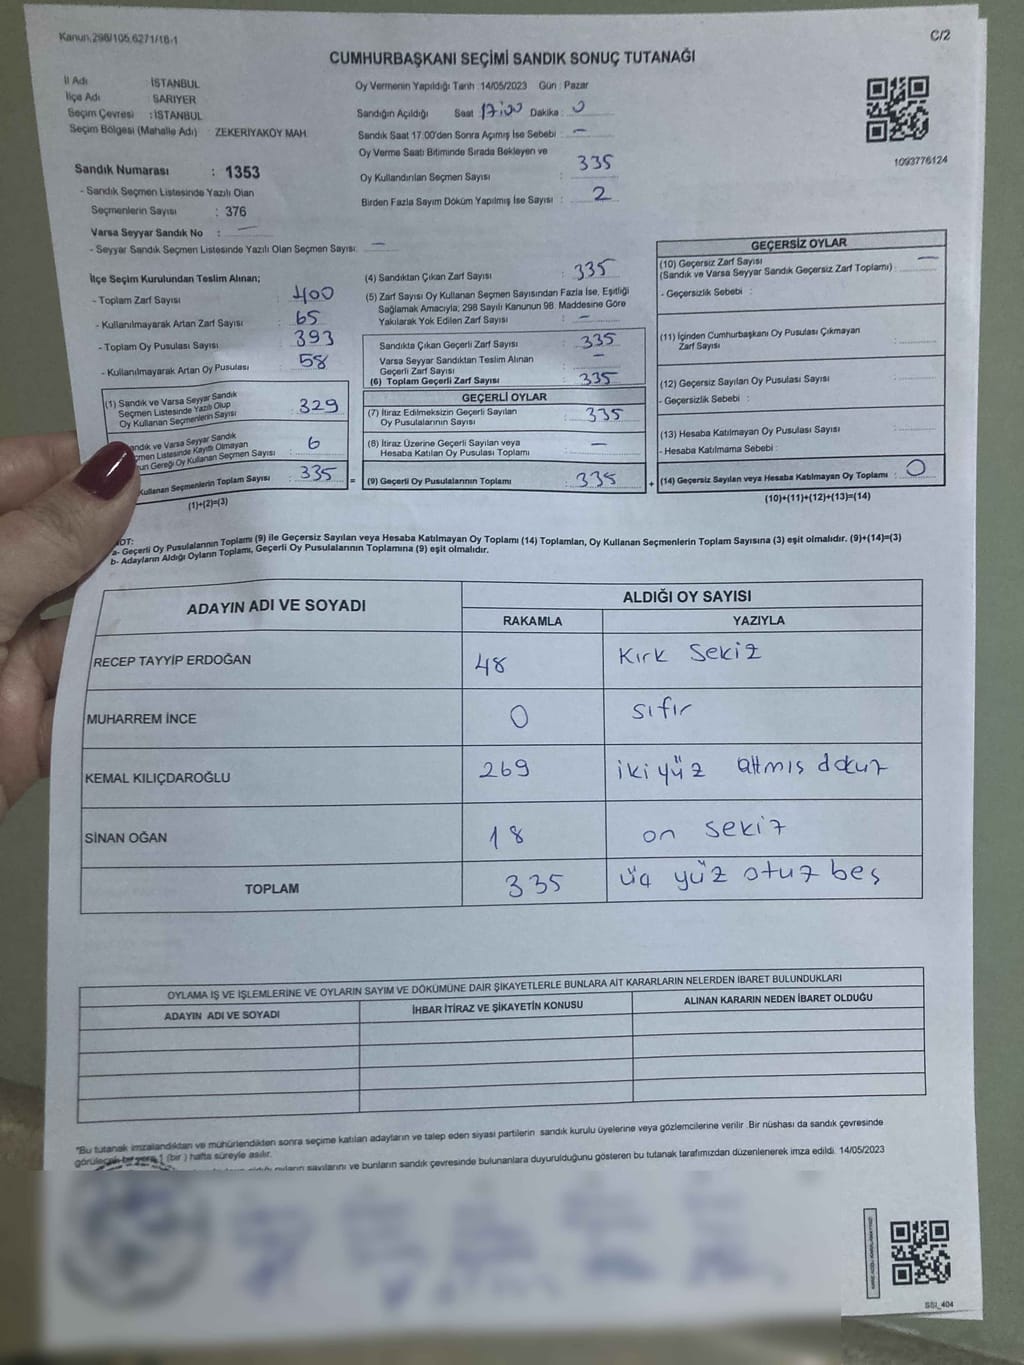 Kanun.298/105,6271/16-1
C/2
CUMHURBAŞKANI SEÇİMİ SANDIK SONUÇ TUTANAĞI
İl Adı İSTANBUL
İlçe Adı SARIYER
Seçim Çevresi : İSTANBUL
Seçim Bölgesi (Mahalle Adı) ZEKERİYAKÖY MAH.
Sandık Numarası : 1353
- Sandık Seçmen Listesinde Yazılı Olan
Seçmenlerin Sayısı : 376
Varsa Seyyar Sandık No : —
- Seyyar Sandık Seçmen Listesinde Yazılı Olan Seçmen Sayısı: —
Oy Vermenin Yapıldığı Tarih :14/05/2023 Gün : Pazar
Sandığın Açıldığı Saat : 17:00 Dakika : 0
Sandık Saat 17.00'den Sonra Açımış İse Sebebi : —
Oy Verme Saati Bitiminde Sırada Bekleyen ve
Oy Kullandırılan Seçmen Sayısı : 335
Birden Fazla Sayım Döküm Yapılmış İse Sayısı : 2
1093776124
İlçe Seçim Kurulundan Teslim Alınan;
- Toplam Zarf Sayısı : 400
- Kullanılmayarak Artan Zarf Sayısı : 65
- Toplam Oy Pusulası Sayısı : 393
- Kullanılmayarak Artan Oy Pusulası : 58
(1) Sandık ve Varsa Seyyar Sandık
Seçmen Listesinde Yazılı Olup
Oy Kullanan Seçmenlerin Sayısı : 329
andık ve Varsa Seyyar Sandık
çmen Listesinde Kayıtlı Olmayan
un Gereği Oy Kullanan Seçmen Sayısı : 6
Kullanan Seçmenlerin Toplam Sayısı : 335 =
(1)+(2)=(3)
(4) Sandıktan Çıkan Zarf Sayısı : 335
(5) Zarf Sayısı Oy Kullanan Seçmen Sayısından Fazla İse, Eşitliği
Sağlamak Amacıyla; 298 Sayılı Kanunun 98. Maddesine Göre
Yakılarak Yok Edilen Zarf Sayısı : —
Sandıkta Çıkan Geçerli Zarf Sayısı : 335
Varsa Seyyar Sandıktan Teslim Alınan
Geçerli Zarf Sayısı : —
(6) Toplam Geçerli Zarf Sayısı : 335
GEÇERLİ OYLAR
(7) İtiraz Edilmeksizin Geçerli Sayılan
Oy Pusulalarının Sayısı : 335
(8) İtiraz Üzerine Geçerli Sayılan veya
Hesaba Katılan Oy Pusulası Toplamı : —
(9) Geçerli Oy Pusulalarının Toplamı : 335 +
GEÇERSİZ OYLAR
(10) Geçersiz Zarf Sayısı
(Sandık ve Varsa Seyyar Sandık Geçersiz Zarf Toplamı) : —
- Geçersizlik Sebebi :
(11) İçinden Cumhurbaşkanı Oy Pusulası Çıkmayan
Zarf Sayısı :
(12) Geçersiz Sayılan Oy Pusulası Sayısı :
- Geçersizlik Sebebi :
(13) Hesaba Katılmayan Oy Pusulası Sayısı :
- Hesaba Katılmama Sebebi :
(14) Geçersiz Sayılan veya Hesaba Katılmayan Oy Toplamı : 0
(10)+(11)+(12)+(13)=(14)
OT:
a- Geçerli Oy Pusulalarının Toplamı (9) ile Geçersiz Sayılan veya Hesaba Katılmayan Oy Toplamı (14) Toplamları, Oy Kullanan Seçmenlerin Toplam Sayısına (3) eşit olmalıdır. (9)+(14)=(3)
b- Adayların Aldığı Oyların Toplamı, Geçerli Oy Pusulalarının Toplamına (9) eşit olmalıdır.
ADAYIN ADI VE SOYADI ALDIĞI OY SAYISI
RAKAMLA YAZIYLA
RECEP TAYYİP ERDOĞAN 48 Kırk Sekiz
MUHARREM İNCE 0 sıfır
KEMAL KILIÇDAROĞLU 269 iki yüz altmıs dokuz
SİNAN OĞAN 18 on sekiz
TOPLAM 335 üç yüz otuz beş
OYLAMA İŞ VE İŞLEMLERİNE VE OYLARIN SAYIM VE DÖKÜMÜNE DAİR ŞİKAYETLERLE BUNLARA AİT KARARLARIN NELERDEN İBARET BULUNDUKLARI
ADAYIN ADI VE SOYADI İHBAR İTİRAZ VE ŞİKAYETİN KONUSU ALINAN KARARIN NEDEN İBARET OLDUĞU
*Bu tutanak imzalandıktan ve mühürlendikten sonra seçime katılan adayların ve talep eden siyasi partilerin sandık kurulu üyelerine veya gözlemcilerine verilir. Bir nüshası da sandık çevresinde
görülecek bir yere 1 (bir ) hafta süreyle asılır.
oyların sayılarını ve bunların sandık çevresinde bulunanlara duyurulduğunu gösteren bu tutanak tarafımızdan düzenlenerek imza edildi. 14/05/2023
SSI_404